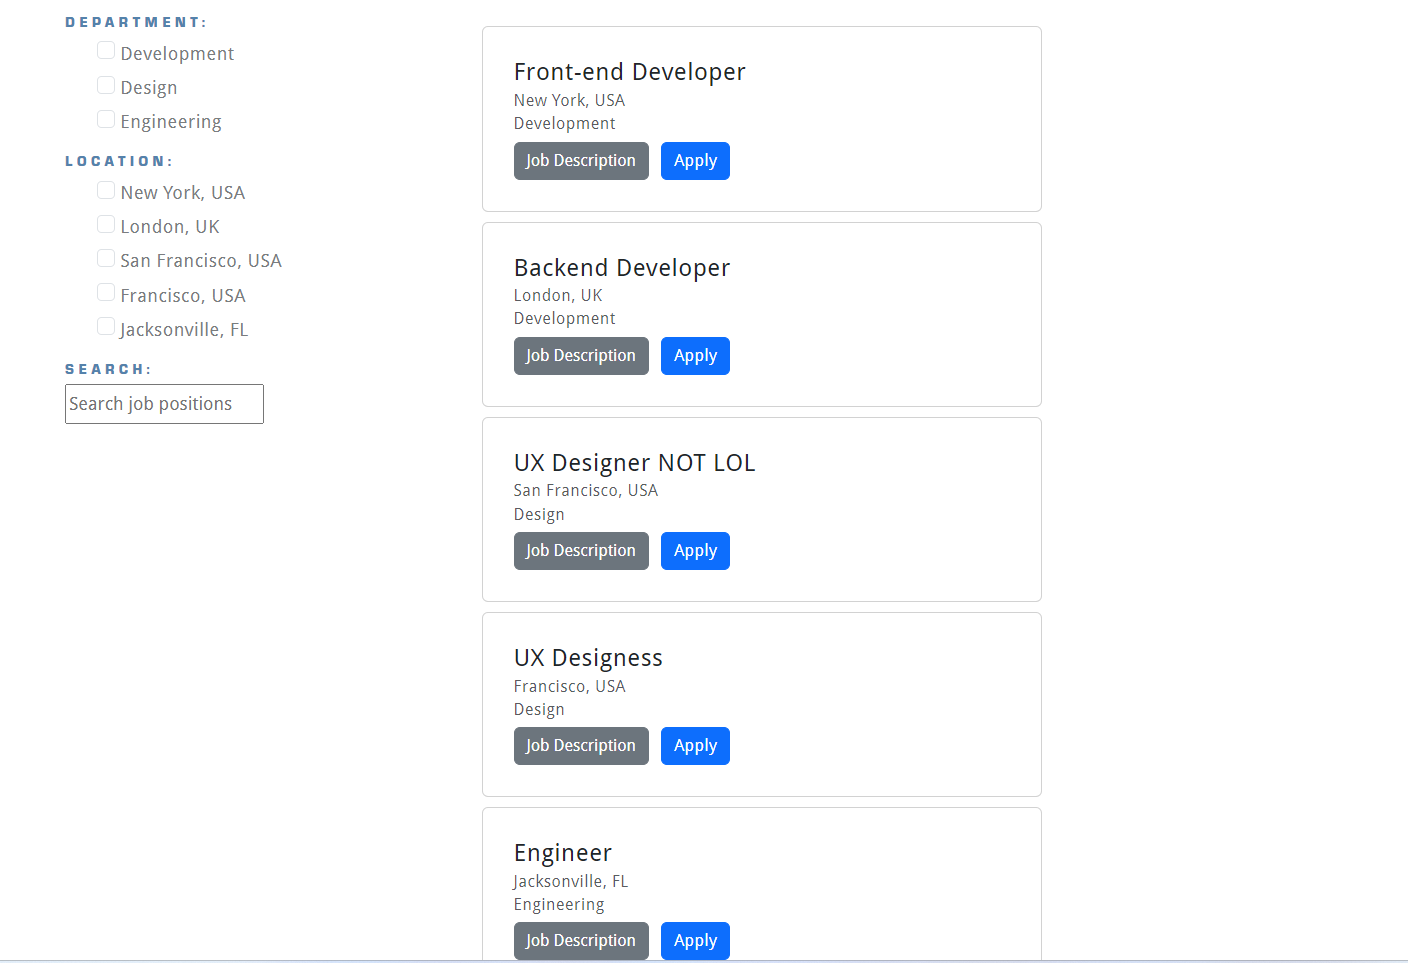 DEPARTMENT:
Development
Design
Engineering
LOCATION:
New York, USA
London, UK
San Francisco, USA
Francisco, USA
Jacksonville, FL
SEARCH:
Search job positions
Front-end Developer
New York, USA
Development
Job Description Apply
Backend Developer
London, UK
Development
Job Description Apply
UX Designer NOT LOL
San Francisco, USA
Design
Job Description Apply
UX Designess
Francisco, USA
Design
Job Description Apply
Engineer
Jacksonville, FL
Engineering
Job Description Apply